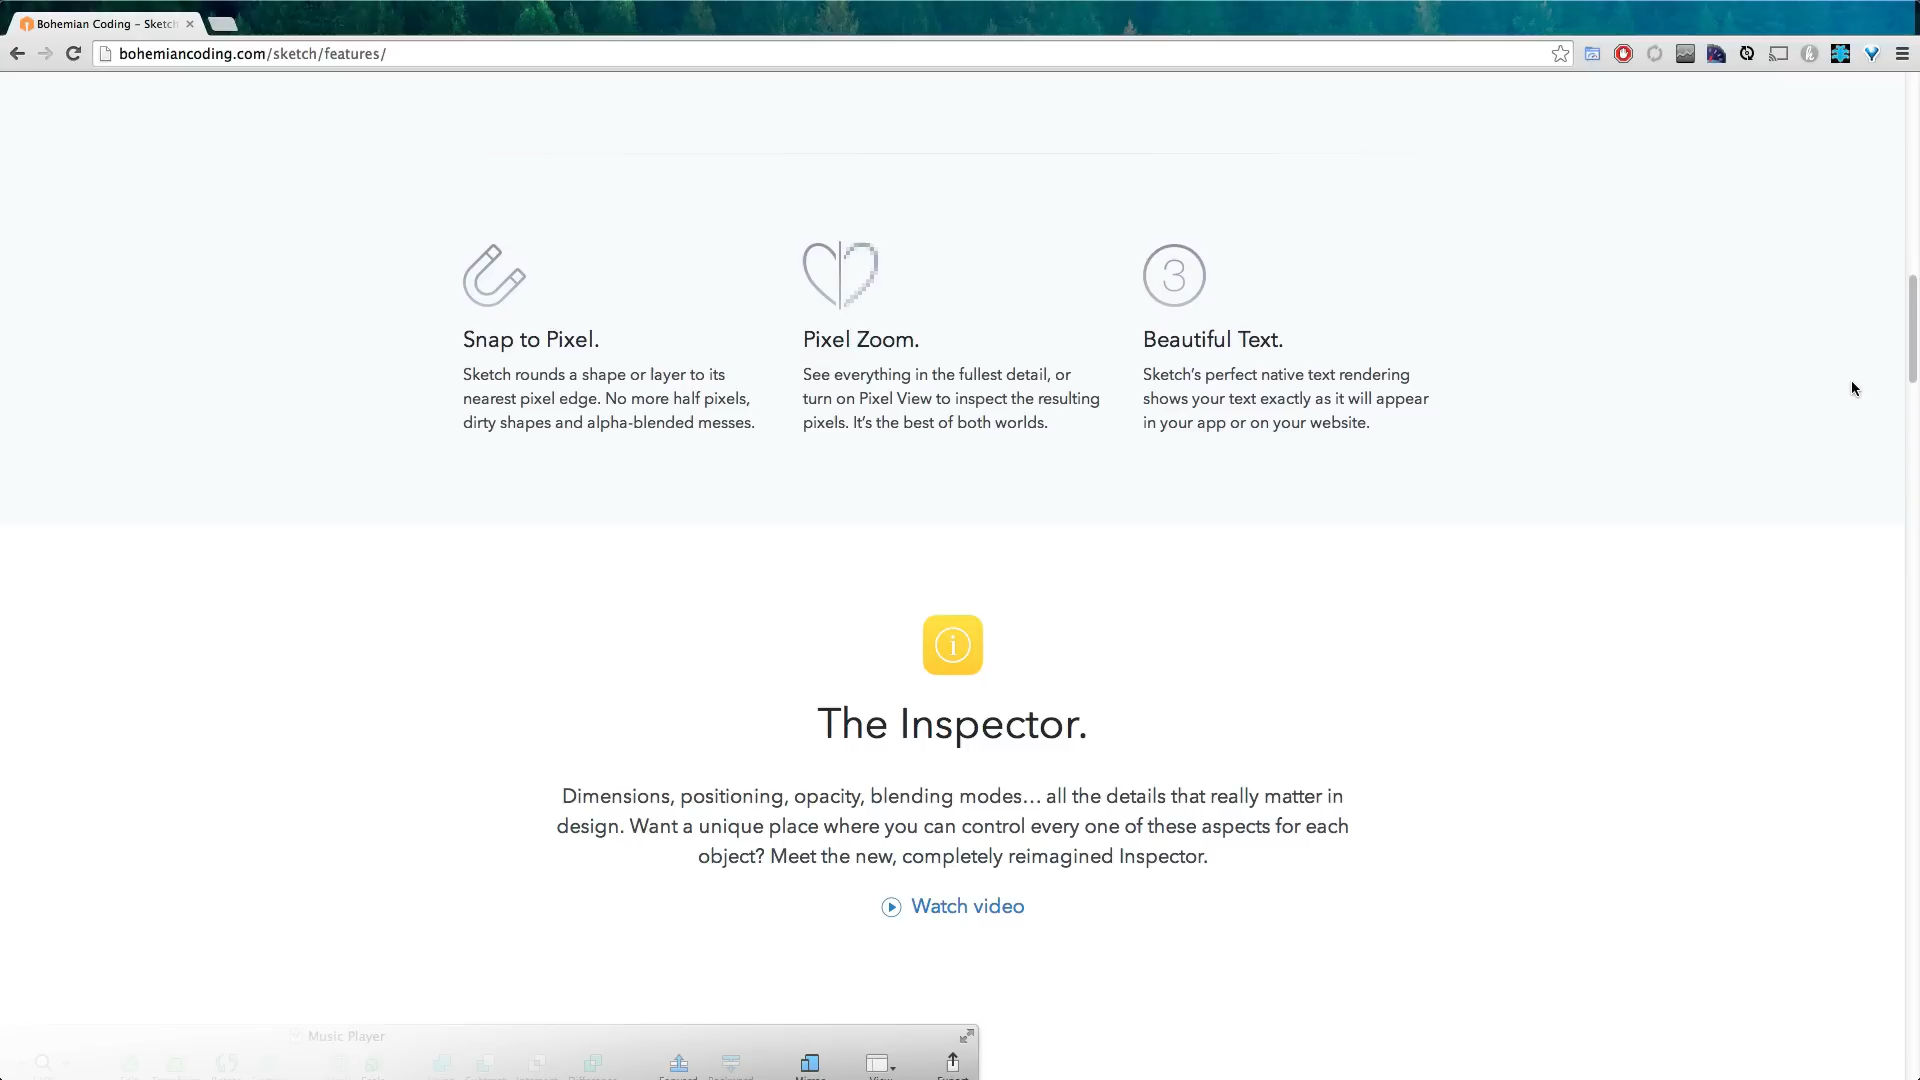 Bohemian Coding – Sketch
bohemiancoding.com/sketch/features/
3
Snap to Pixel.
Sketch rounds a shape or layer to its
nearest pixel edge. No more half pixels,
dirty shapes and alpha-blended messes.
Pixel Zoom.
See everything in the fullest detail, or
turn on Pixel View to inspect the resulting
pixels. It’s the best of both worlds.
Beautiful Text.
Sketch’s perfect native text rendering
shows your text exactly as it will appear
in your app or on your website.
i
The Inspector.
Dimensions, positioning, opacity, blending modes… all the details that really matter in
design. Want a unique place where you can control every one of these aspects for each
object? Meet the new, completely reimagined Inspector.
Watch video
Music Player